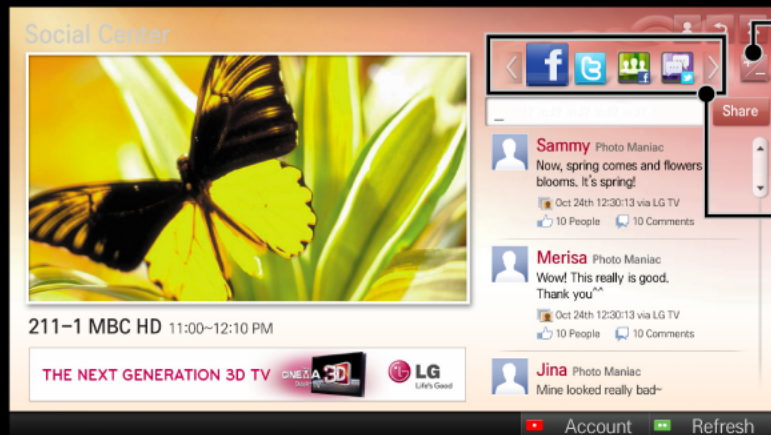 Social Center
Share
Sammy Photo Maniac
Now, spring comes and flowers
blooms. It's spring!
Oct 24th 12:30:13 via LG TV
10 People 10 Comments
Merisa Photo Maniac
Wow! This really is good.
Thank you^^
Oct 24th 12:30:13 via LG TV
10 People 10 Comments
Jina Photo Maniac
Mine looked really bad~
211-1 MBC HD 11:00~12:10 PM
THE NEXT GENERATION 3D TV CINEMA 3D LG
Life's Good
Account Refresh